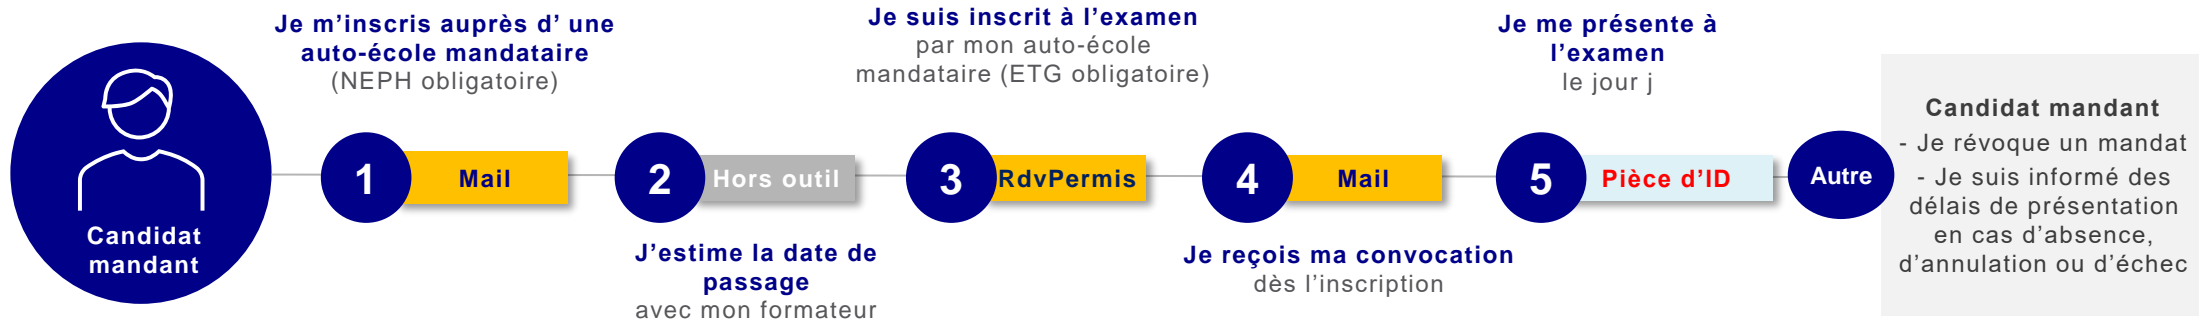 Candidat
mandant
Je m’inscris auprès d’ une
auto-école mandataire
(NEPH obligatoire)
1
Mail
2
Hors outil
J’estime la date de
passage
avec mon formateur
Je suis inscrit à l’examen
par mon auto-école
mandataire (ETG obligatoire)
3
RdvPermis
4
Mail
Je reçois ma convocation
dès l’inscription
Je me présente à
l’examen
le jour j
5
Pièce d’ID
Autre
Candidat mandant
- Je révoque un mandat
- Je suis informé des
délais de présentation
en cas d’absence,
d’annulation ou d’échec